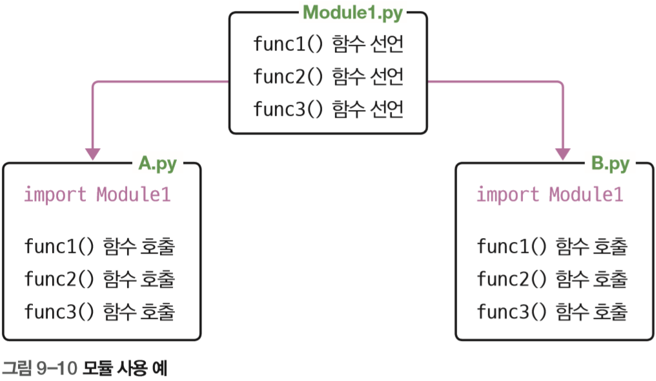 Module1.py
func1() 함수 선언
func2() 함수 선언
func3() 함수 선언
A.py
import Module1
func1() 함수 호출
func2() 함수 호출
func3() 함수 호출
B.py
import Module1
func1() 함수 호출
func2() 함수 호출
func3() 함수 호출
그림 9-10 모듈 사용 예